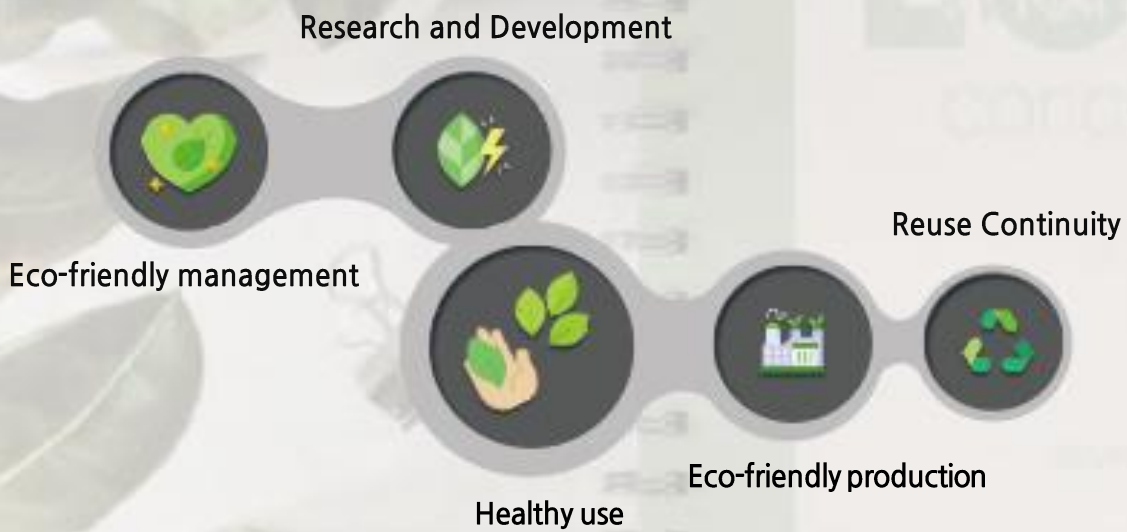 Research and Development
Reuse Continuity
Eco-friendly management
Eco-friendly production
Healthy use